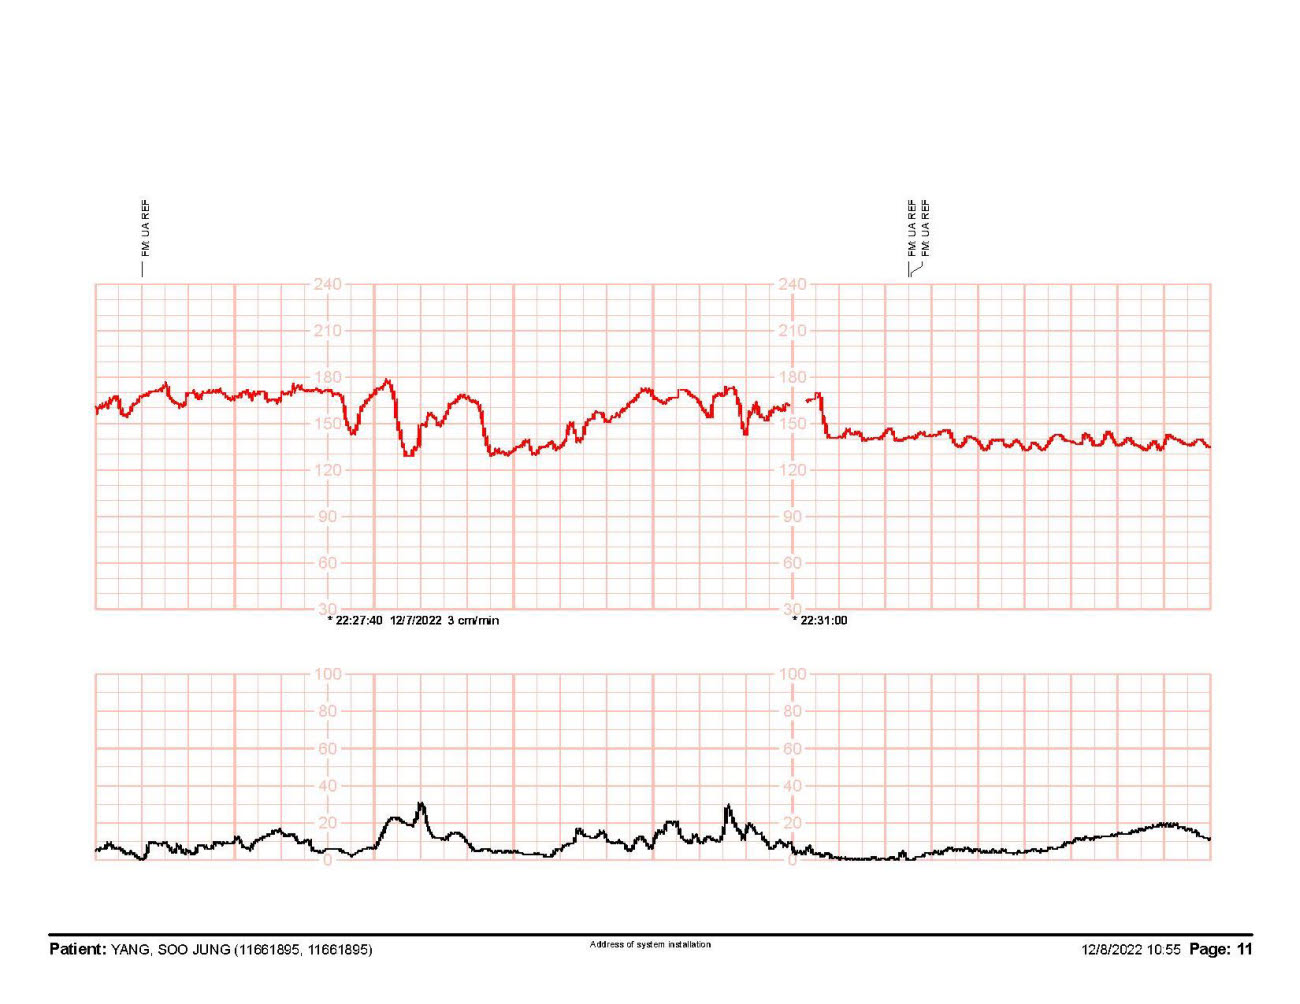 FM: UA REF
FM: UA REF
FM: UA REF
240 240
210 210
180 180
150 150
120 120
90 90
60 60
30 30
* 22:27:40 12/7/2022 3 cm/min * 22:31:00
100 100
80 80
60 60
40 40
20 20
0 0
Patient: YANG, SOO JUNG (11661895, 11661895) Address of system installation 12/8/2022 10:55 Page: 11